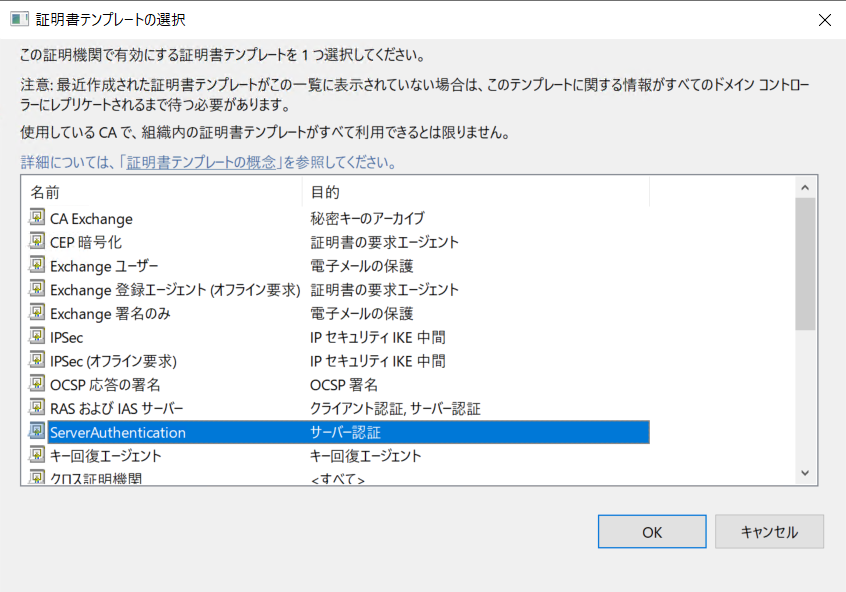 証明書テンプレートの選択
この証明機関で有効にする証明書テンプレートを 1 つ選択してください。
注意: 最近作成された証明書テンプレートがこの一覧に表示されていない場合は、このテンプレートに関する情報がすべてのドメイン コントロー
ラーにレプリケートされるまで待つ必要があります。
使用している CA で、組織内の証明書テンプレートがすべて利用できるとは限りません。
詳細については、「証明書テンプレートの概念」を参照してください。
名前 目的
CA Exchange 秘密キーのアーカイブ
CEP 暗号化 証明書の要求エージェント
Exchange ユーザー 電子メールの保護
Exchange 登録エージェント (オフライン要求) 証明書の要求エージェント
Exchange 署名のみ 電子メールの保護
IPSec IP セキュリティ IKE 中間
IPSec (オフライン要求) IP セキュリティ IKE 中間
OCSP 応答の署名 OCSP 署名
RAS および IAS サーバー クライアント認証, サーバー認証
ServerAuthentication サーバー認証
キー回復エージェント キー回復エージェント
クロス証明機関 <すべて>
OK キャンセル